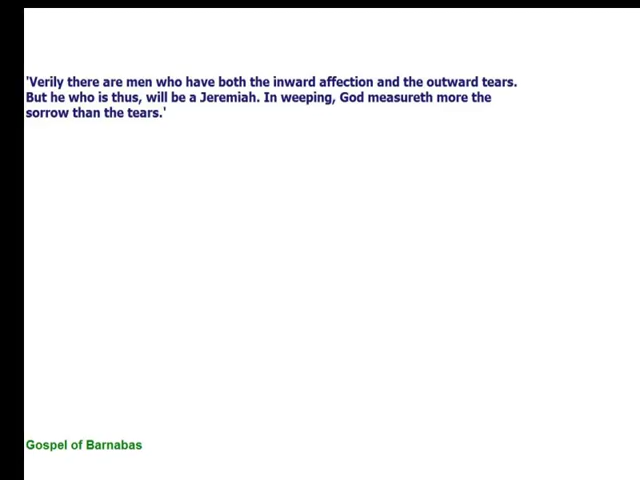 'Verily there are men who have both the inward affection and the outward tears.
But he who is thus, will be a Jeremiah. In weeping, God measureth more the
sorrow than the tears.'
Gospel of Barnabas